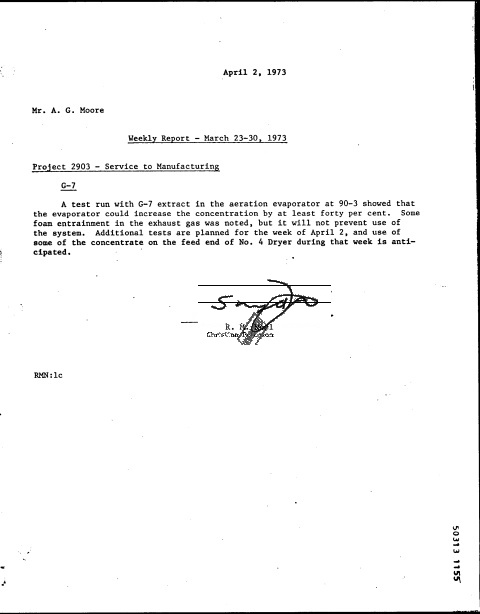 April 2, 1973
Mr. A. G. Moore
Weekly Report - March 23-30, 1973
Project 2903 - Service to Manufacturing
G-7
A test run with G-7 extract in the aeration evaporator at 90-3 showed that
the evaporator could increase the concentration by at least forty per cent. Some
foam entrainment in the exhaust gas was noted, but it will not prevent use of
the system. Additional tests are planned for the week of April 2, and use of
some of the concentrate on the feed end of No. 4 Dryer during that week is anti-
cipated.
R. M.
RMN:lc
50313 1155